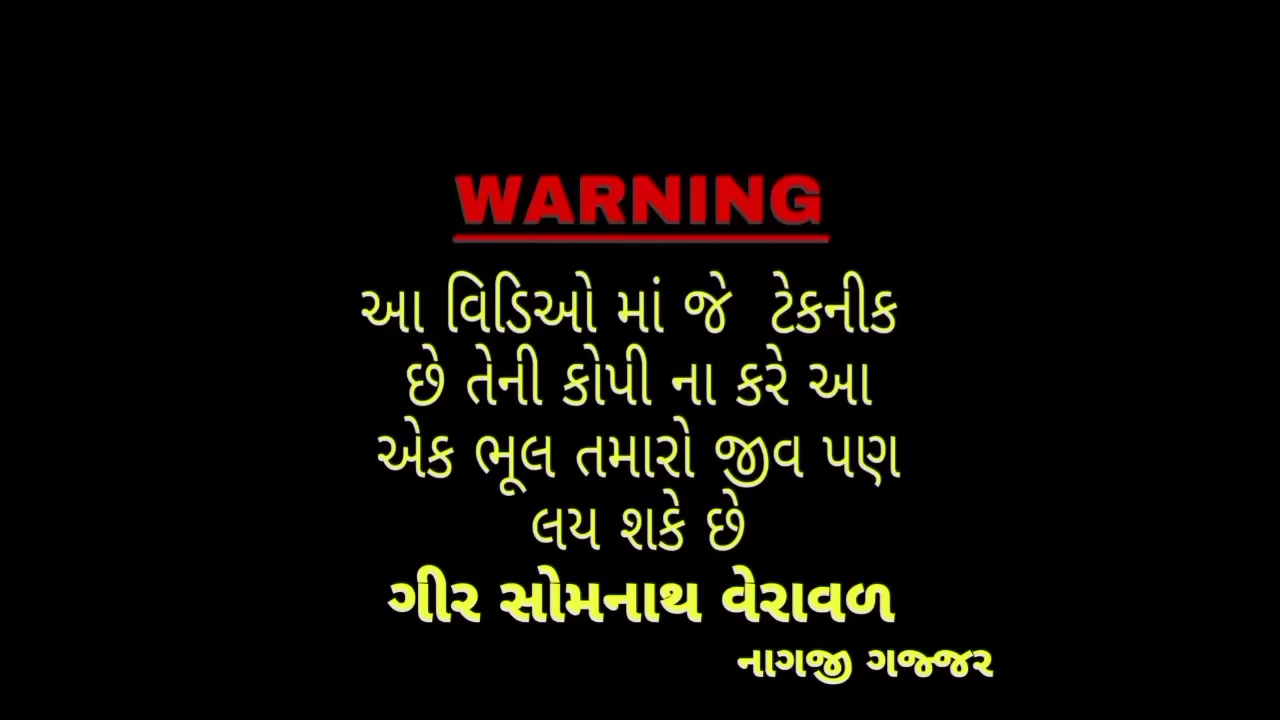 WARNING
આ વિડિઓ માં જે ટેકનીક
છે તેની કોપી ના કરે આ
એક ભૂલ તમારો જીવ પણ
લય શકે છે
ગીર સોમનાથ વેરાવળ
નાગજી ગજ્જર